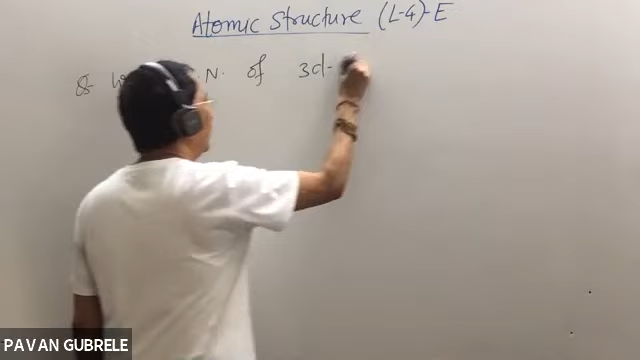 Atomic Structure (L-4)-E
Q- W N. of 3d-
PAVAN GUBRELE